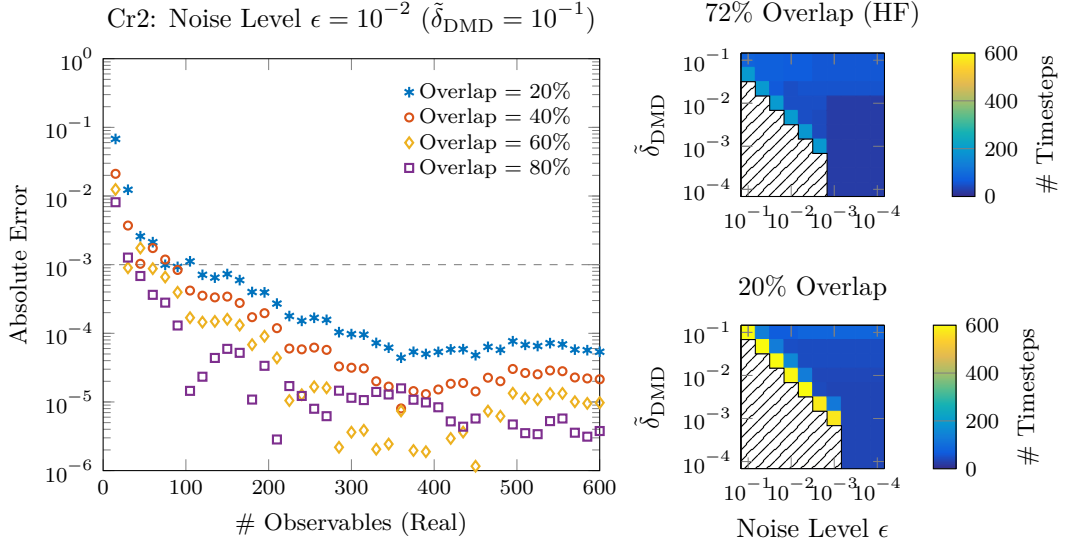 Cr2: Noise Level ϵ = 10⁻² (δ̃_DMD = 10⁻¹)
10⁰
10⁻¹
10⁻²
10⁻³
10⁻⁴
10⁻⁵
10⁻⁶
Absolute Error
Overlap = 20%
Overlap = 40%
Overlap = 60%
Overlap = 80%
0 100 200 300 400 500 600
# Observables (Real)
72% Overlap (HF)
10⁻¹
10⁻²
10⁻³
10⁻⁴
δ̃_DMD
10⁻¹ 10⁻² 10⁻³ 10⁻⁴
600
400
200
0
# Timesteps
20% Overlap
10⁻¹
10⁻²
10⁻³
10⁻⁴
δ̃_DMD
10⁻¹ 10⁻² 10⁻³ 10⁻⁴
Noise Level ϵ
600
400
200
0
# Timesteps